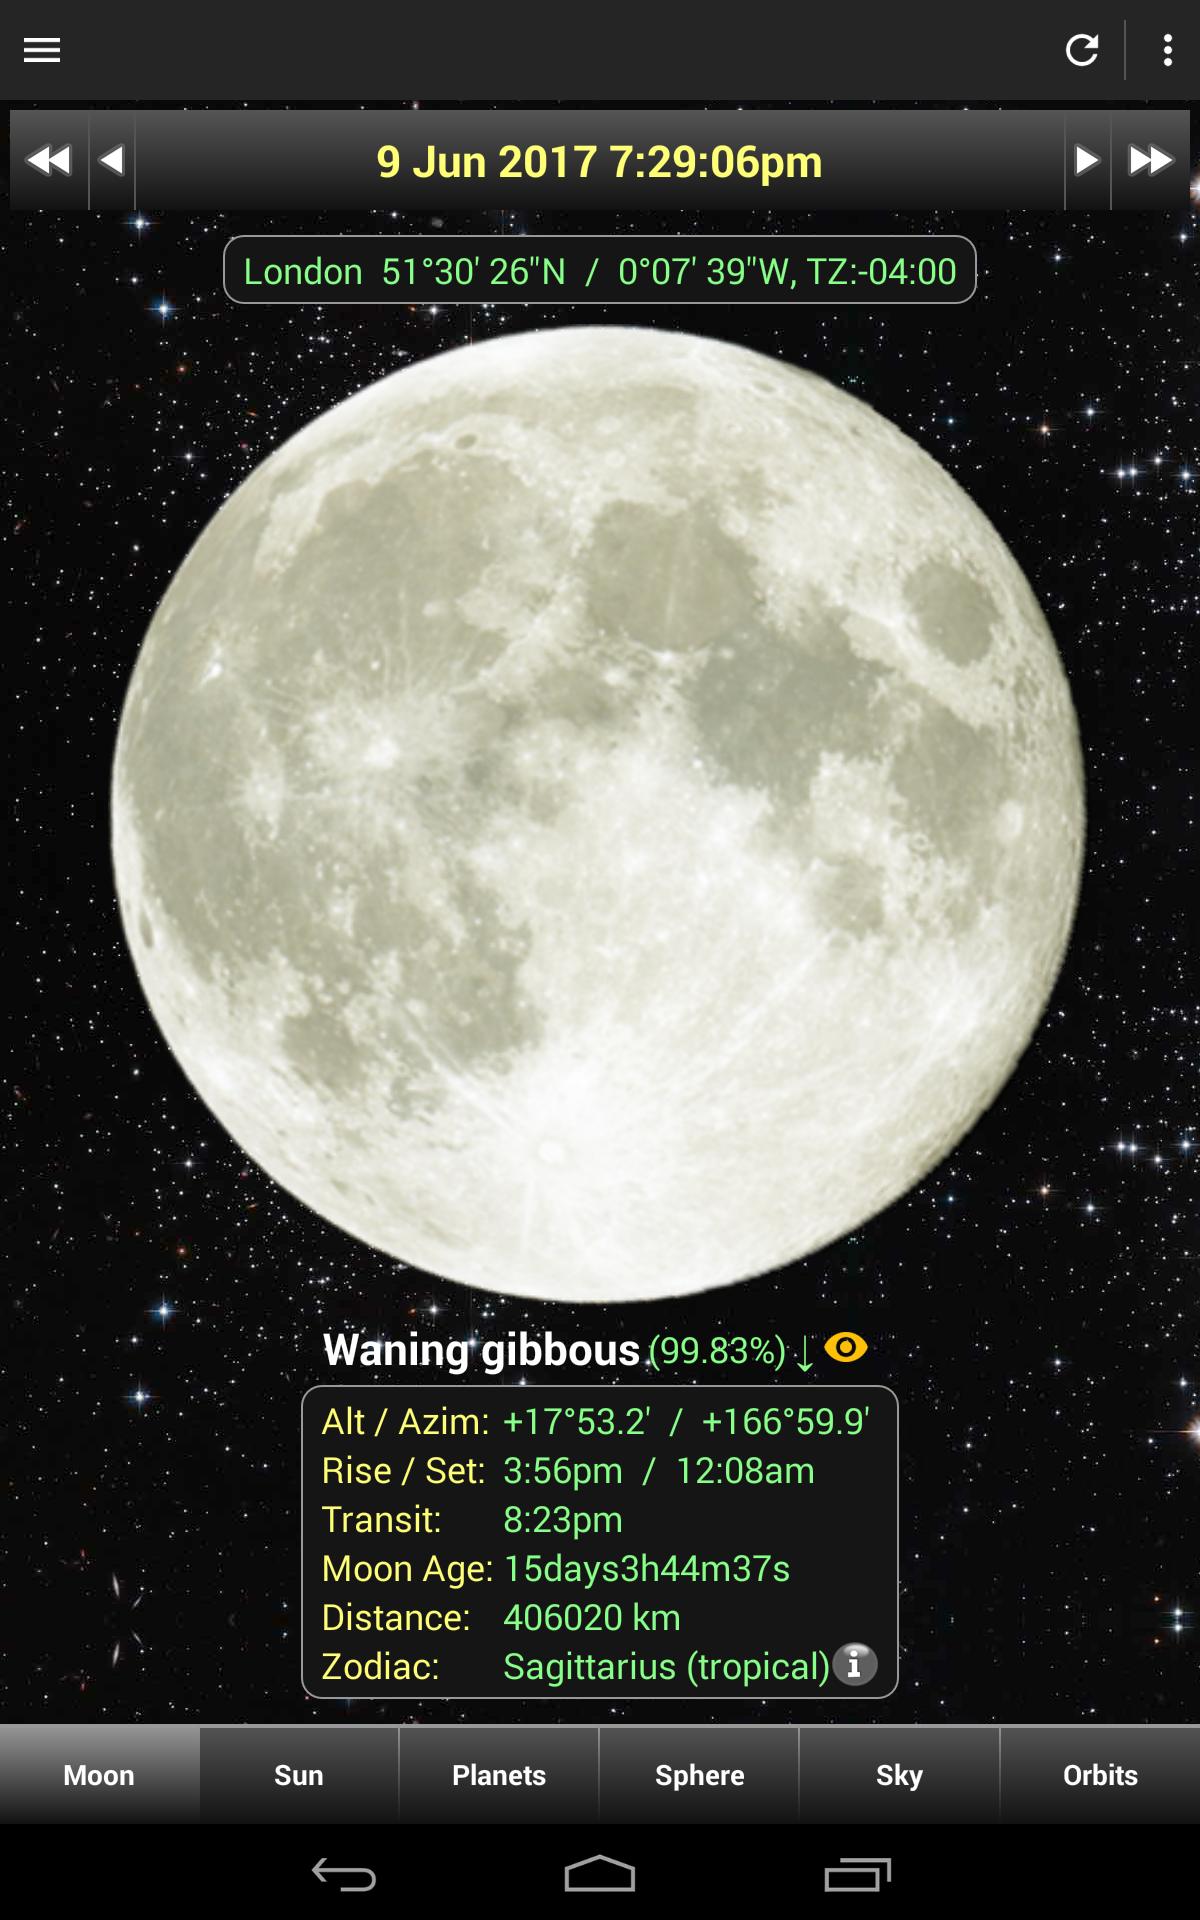 9 Jun 2017 7:29:06pm
London 51°30' 26"N / 0°07' 39"W, TZ:-04:00
Waning gibbous (99.83%) ↓
Alt / Azim: +17°53.2' / +166°59.9'
Rise / Set: 3:56pm / 12:08am
Transit: 8:23pm
Moon Age: 15days3h44m37s
Distance: 406020 km
Zodiac: Sagittarius (tropical) i
Moon Sun Planets Sphere Sky Orbits